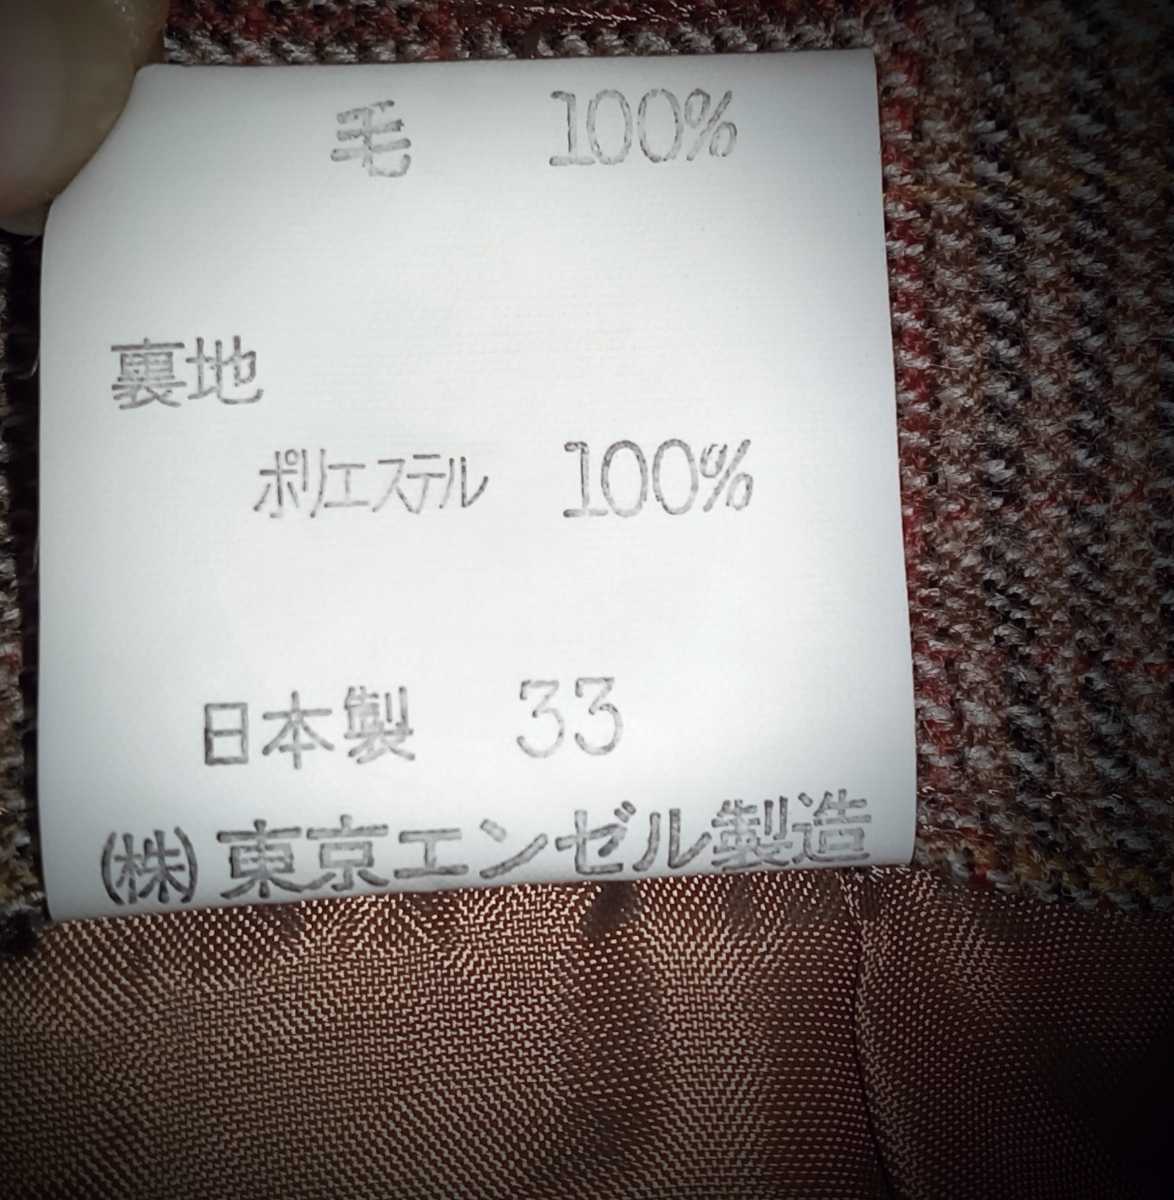 毛 100%
裏地
ポリエステル 100%
日本製 33
(株)東京エンゼル製造